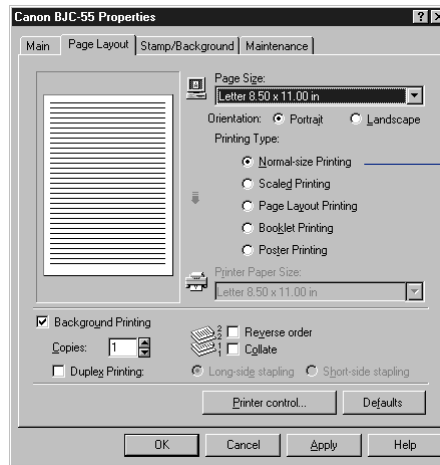 Canon BJC-55 Properties
Main Page Layout Stamp/Background Maintenance
Page Size:
Letter 8.50 x 11.00 in
Orientation: Portrait Landscape
Printing Type:
Normal-size Printing
Scaled Printing
Page Layout Printing
Booklet Printing
Poster Printing
Printer Paper Size:
Letter 8.50 x 11.00 in
Background Printing
Copies: 1
Reverse order
Collate
Duplex Printing: Long-side stapling Short-side stapling
Printer control... Defaults
OK Cancel Apply Help